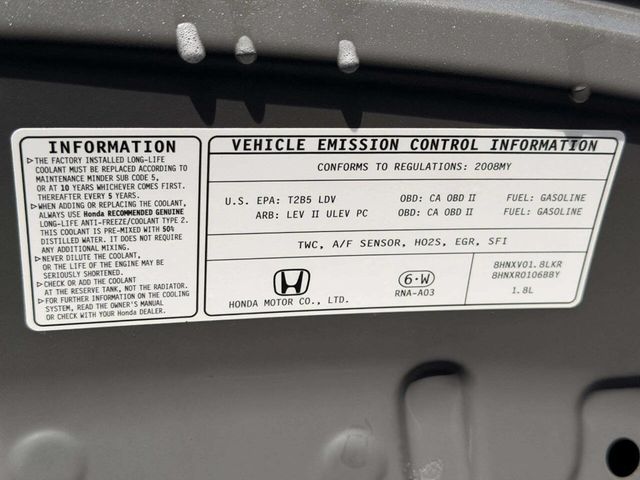 INFORMATION
▷THE FACTORY INSTALLED LONG-LIFE
COOLANT MUST BE REPLACED ACCORDING TO
MAINTENANCE MINDER SUB CODE 5,
OR AT 10 YEARS WHICHEVER COMES FIRST.
THEREAFTER EVERY 5 YEARS.
▷WHEN ADDING OR REPLACING THE COOLANT,
ALWAYS USE Honda RECOMMENDED GENUINE
LONG-LIFE ANTI-FREEZE/COOLANT TYPE 2.
THIS COOLANT IS PRE-MIXED WITH 50%
DISTILLED WATER. IT DOES NOT REQUIRE
ANY ADDITIONAL MIXING.
▷NEVER DILUTE THE COOLANT,
OR THE LIFE OF THE ENGINE MAY BE
SERIOUSLY SHORTENED.
▷CHECK OR ADD THE COOLANT
AT THE RESERVE TANK, NOT THE RADIATOR.
▷FOR FURTHER INFORMATION ON THE COOLING
SYSTEM, READ THE OWNER'S MANUAL
OR CHECK WITH YOUR Honda DEALER.
VEHICLE EMISSION CONTROL INFORMATION
CONFORMS TO REGULATIONS: 2008MY
U.S. EPA: T2B5 LDV OBD: CA OBD II FUEL: GASOLINE
ARB: LEV II ULEV PC OBD: CA OBD II FUEL: GASOLINE
TWC, A/F SENSOR, HO2S, EGR, SFI
HONDA MOTOR CO., LTD.
6·W
RNA-A03
8HNXV01.8LKR
8HNXR0106BBY
1.8L